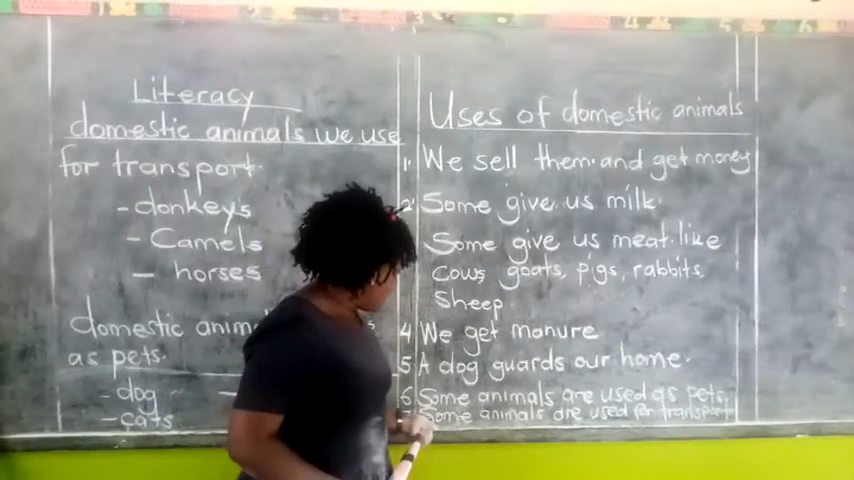 Literacy
domestic animals we use
for transport.
- donkeys
- Camels
- horses
domestic anim s
as pets.
- dog -
- cats
Uses of domestic animals
1. We sell them and get money
2. Some give us milk.
Some give us meat like
Cows, goats, pigs, rabbits,
Sheep.
4 We get manure
5 A dog guards our home.
6 Some animals are used as pets.
7 Some animals are used for transport